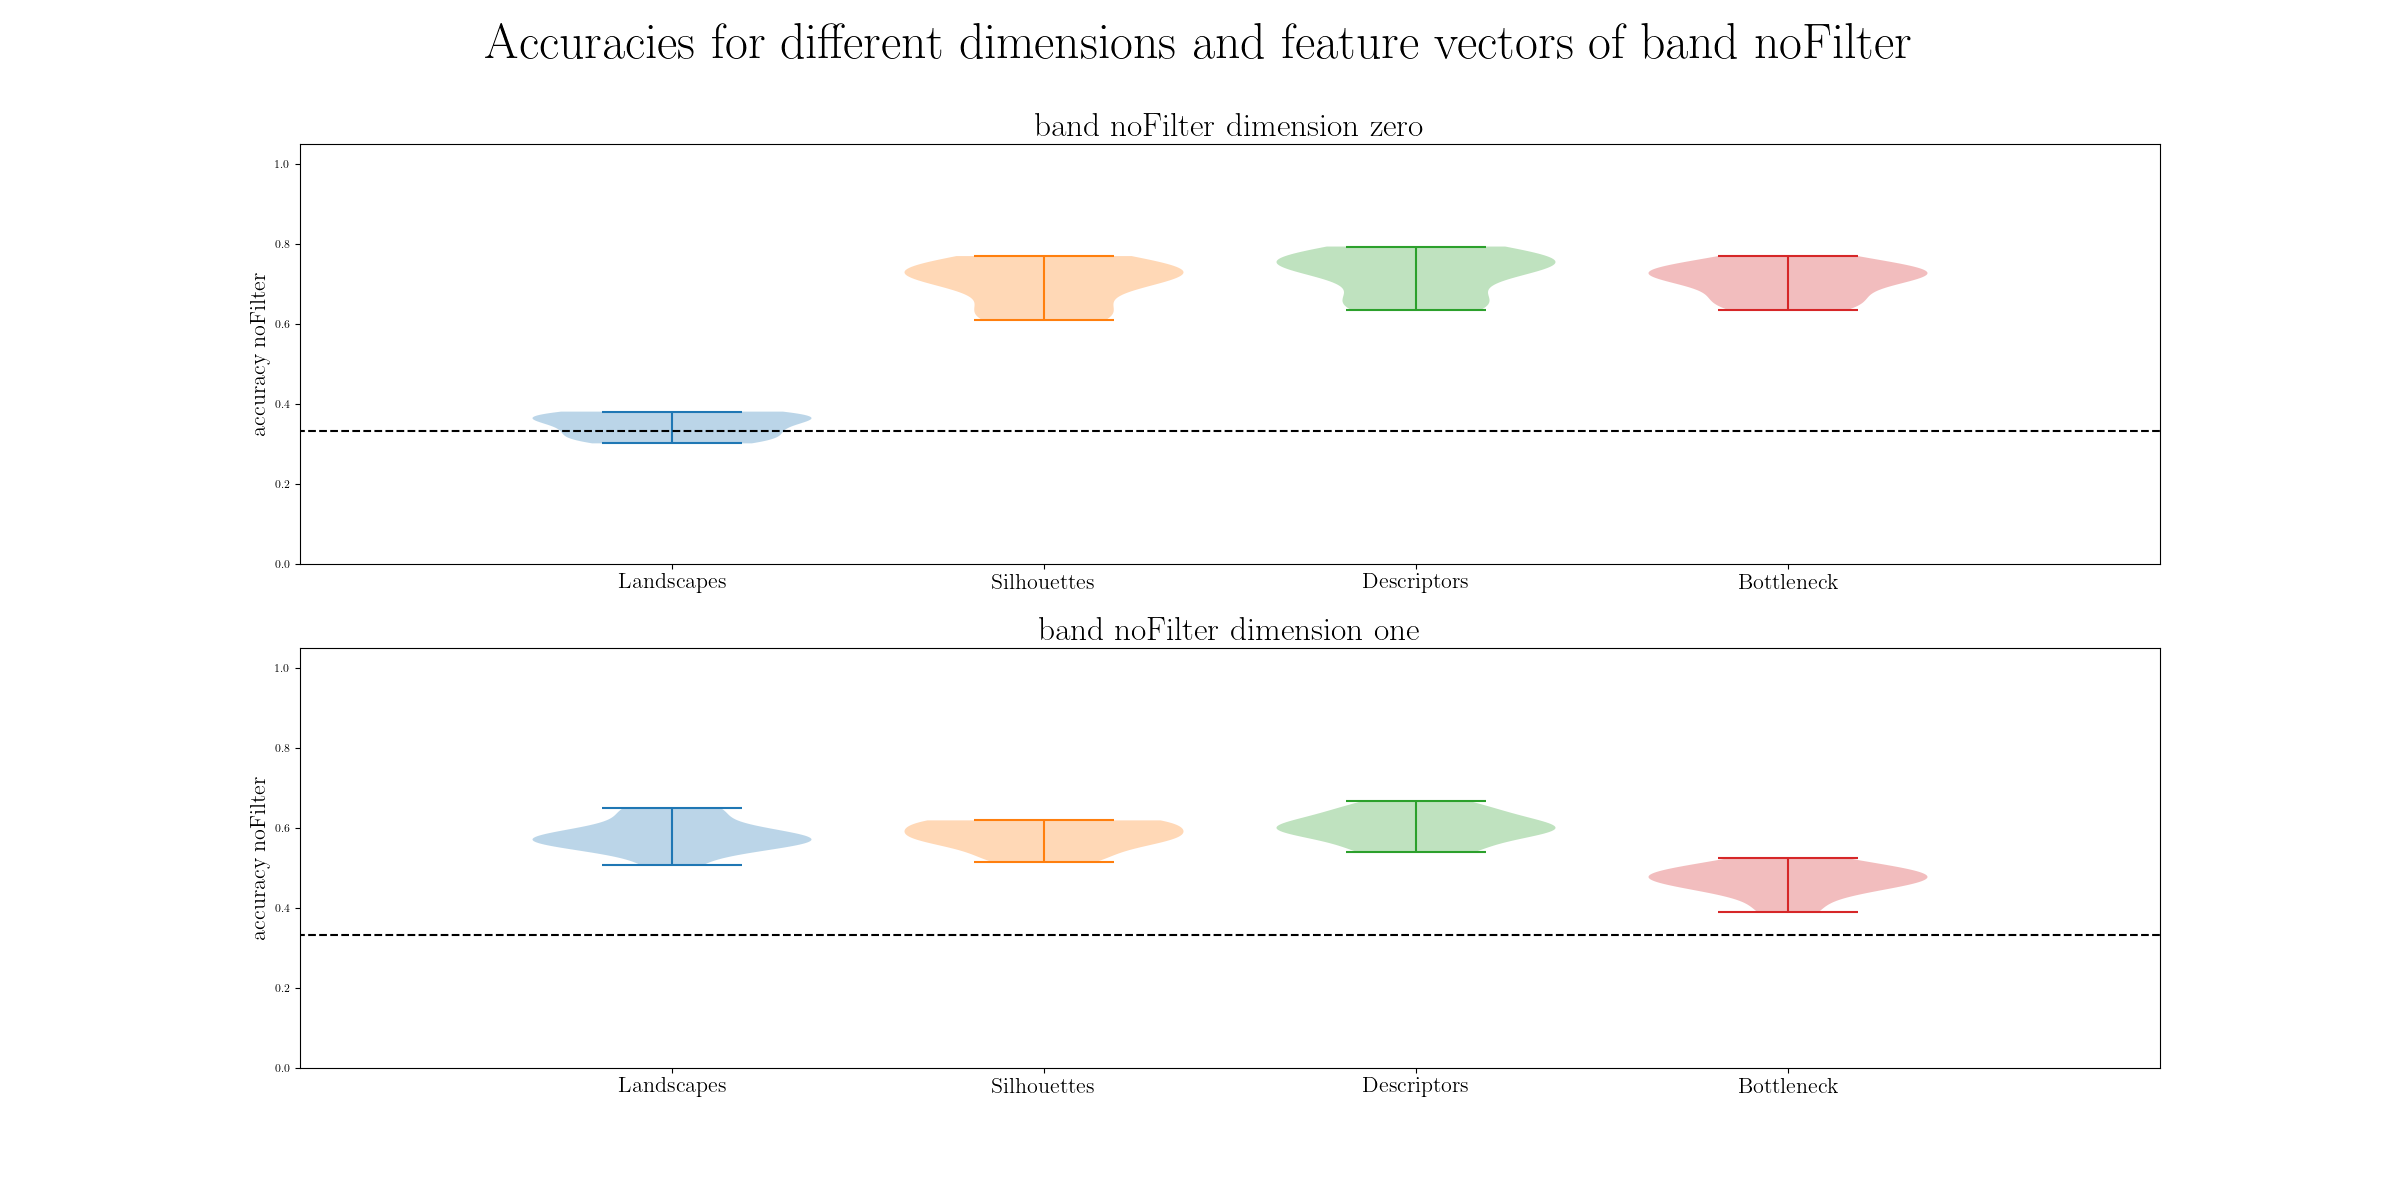 Accuracies for different dimensions and feature vectors of band noFilter
band noFilter dimension zero
accuracy noFilter
1.0
0.8
0.6
0.4
0.2
0.0
Landscapes Silhouettes Descriptors Bottleneck
band noFilter dimension one
accuracy noFilter
1.0
0.8
0.6
0.4
0.2
0.0
Landscapes Silhouettes Descriptors Bottleneck